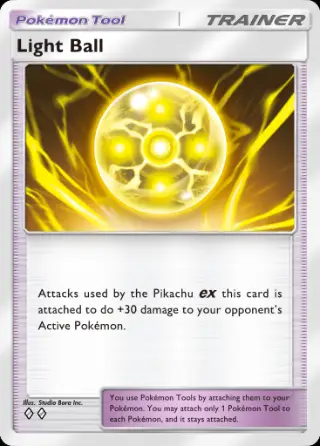 Pokémon Tool TRAINER
Light Ball
Attacks used by the Pikachu ex this card is
attached to do +30 damage to your opponent's
Active Pokémon.
Illus. Studio Bora Inc.
You use Pokémon Tools by attaching them to your
Pokémon. You may attach only 1 Pokémon Tool to
each Pokémon, and it stays attached.